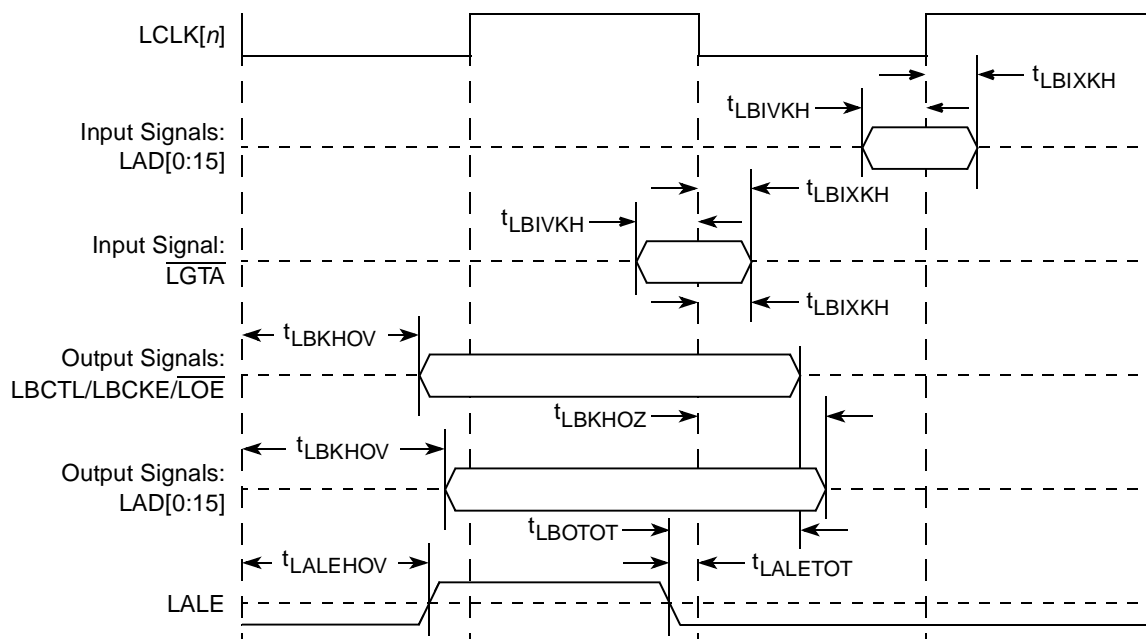 LCLK[n]
tLBIXKH
tLBIVKH
Input Signals:
LAD[0:15]
tLBIXKH
tLBIVKH
Input Signal:
LGTA
tLBIXKH
tLBKHOV
Output Signals:
LBCTL/LBCKE/LOE
tLBKHOZ
tLBKHOV
Output Signals:
LAD[0:15]
tLBOTOT
tLALEHOV
tLALETOT
LALE